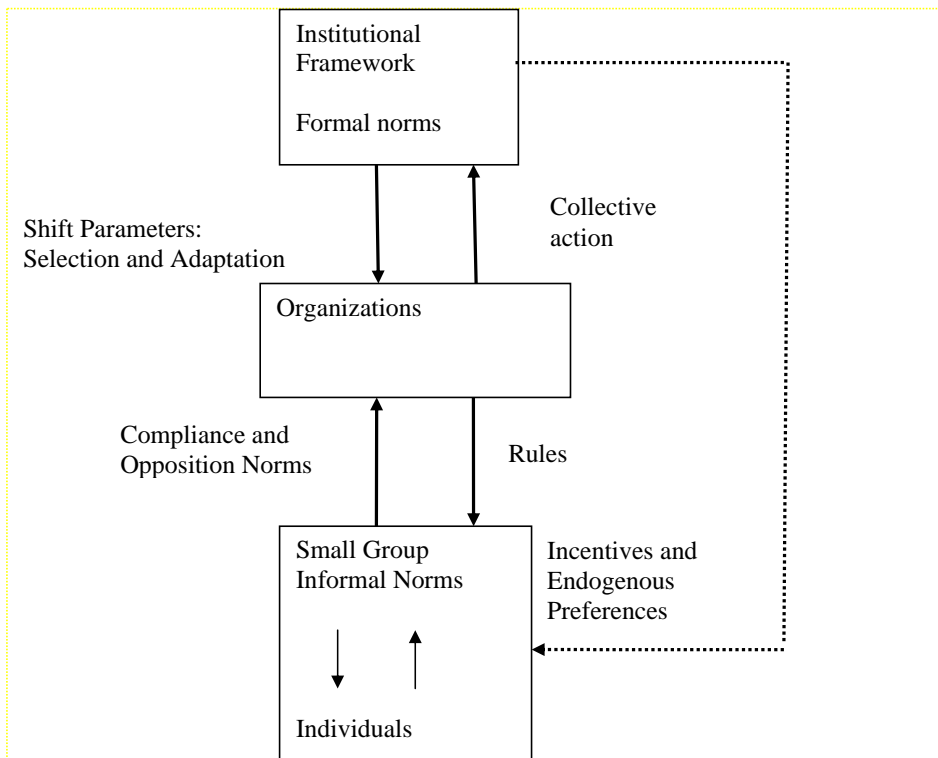 Institutional
Framework
Formal norms
Shift Parameters:
Selection and Adaptation
Collective
action
Organizations
Compliance and
Opposition Norms
Rules
Small Group
Informal Norms
Incentives and
Endogenous
Preferences
Individuals